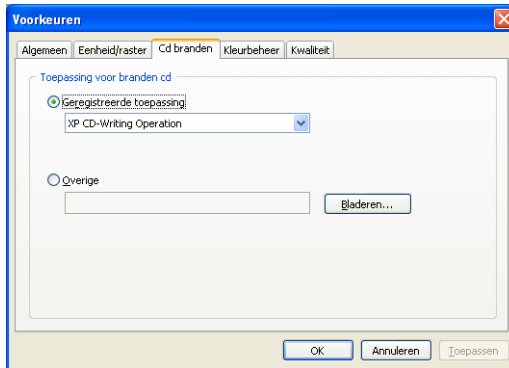 Voorkeuren
Algemeen Eenheid/raster Cd branden Kleurbeheer Kwaliteit
Toepassing voor branden cd
Geregistreerde toepassing
XP CD-Writing Operation
Overige
Bladeren...
OK Annuleren Toepassen